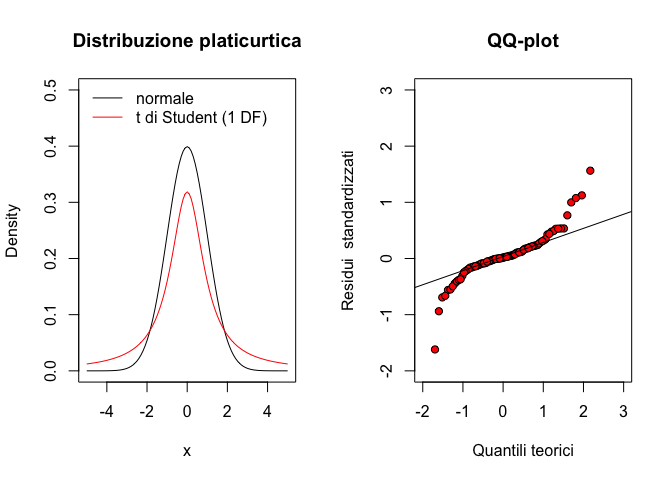 Distribuzione platicurtica
Density
0.0 0.1 0.2 0.3 0.4 0.5
normale
t di Student (1 DF)
-4 -2 0 2 4
x
QQ-plot
Residui standardizzati
-2 -1 0 1 2 3
-2 -1 0 1 2 3
Quantili teorici